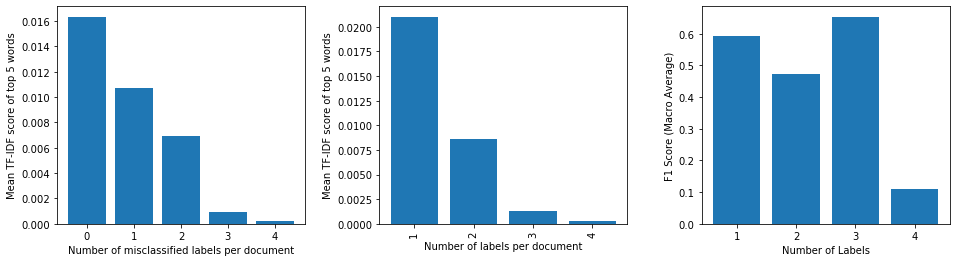 Mean TF-IDF score of top 5 words
0.016
0.014
0.012
0.010
0.008
0.006
0.004
0.002
0.000
0 1 2 3 4
Number of misclassified labels per document
Mean TF-IDF score of top 5 words
0.0200
0.0175
0.0150
0.0125
0.0100
0.0075
0.0050
0.0025
0.0000
1 2 3 4
Number of labels per document
F1 Score (Macro Average)
0.6
0.5
0.4
0.3
0.2
0.1
0.0
1 2 3 4
Number of Labels